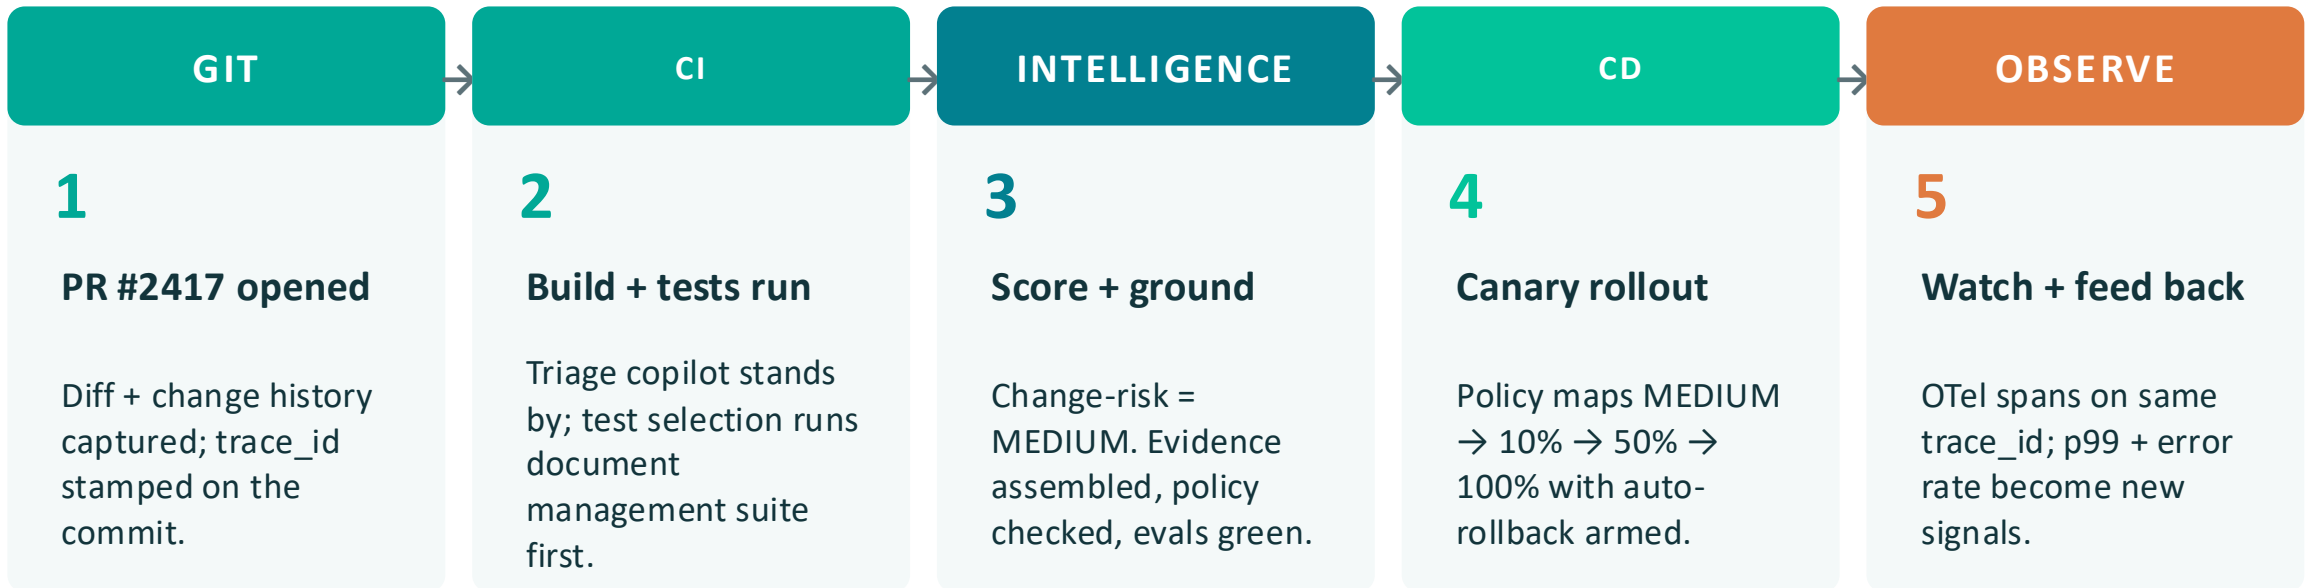 GIT
1
PR #2417 opened
Diff + change history
captured; trace_id
stamped on the
commit.
CI
2
Build + tests run
Triage copilot stands
by; test selection runs
document
management suite
first.
INTELLIGENCE
3
Score + ground
Change-risk =
MEDIUM. Evidence
assembled, policy
checked, evals green.
CD
4
Canary rollout
Policy maps MEDIUM
→ 10% → 50% →
100% with auto-
rollback armed.
OBSERVE
5
Watch + feed back
OTel spans on same
trace_id; p99 + error
rate become new
signals.